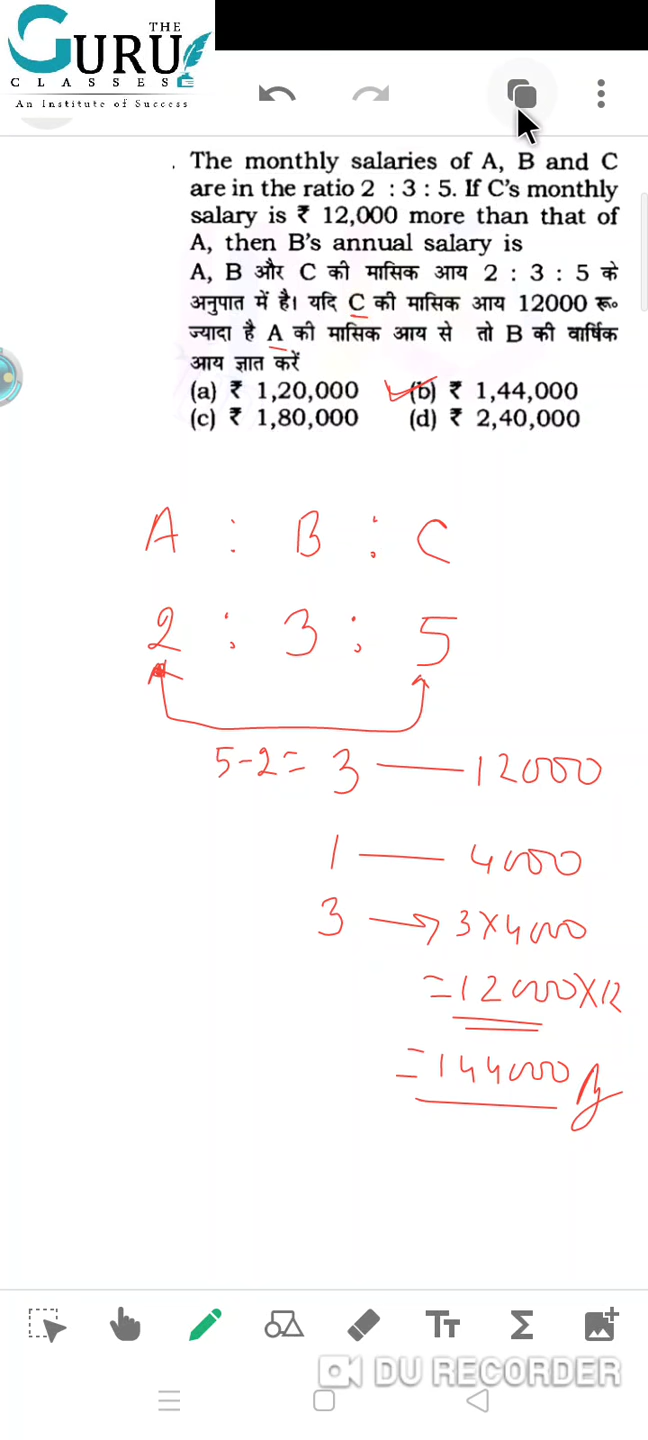 THE
GURU
CLASSES
An Institute of Success
. The monthly salaries of A, B and C
are in the ratio 2 : 3 : 5. If C's monthly
salary is ₹ 12,000 more than that of
A, then B's annual salary is
A, B और C की मासिक आय 2 : 3 : 5 के
अनुपात में है। यदि C की मासिक आय 12000 रू०
ज्यादा है A की मासिक आय से तो B की वार्षिक
आय ज्ञात करें
(a) ₹ 1,20,000 (b) ₹ 1,44,000
(c) ₹ 1,80,000 (d) ₹ 2,40,000
A : B : C
2 : 3 : 5
5-2= 3 — 12000
1 — 4000
3 → 3×4000
=12000×12
=144000
Tт Σ
DU RECORDER